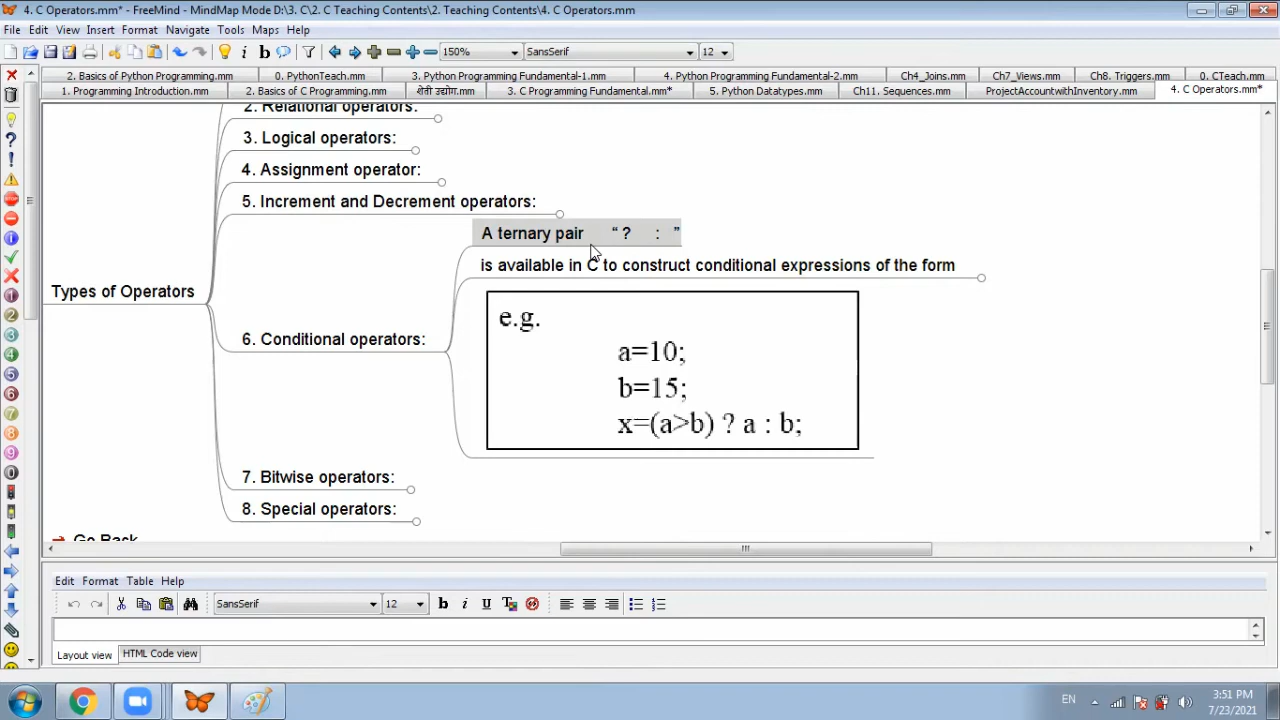 4. C Operators.mm* - FreeMind - MindMap Mode D:\3. C\2. C Teaching Contents\2. Teaching Contents\4. C Operators.mm
File Edit View Insert Format Navigate Tools Maps Help
150% SansSerif 12
2. Basics of Python Programming.mm 0. PythonTeach.mm 3. Python Programming Fundamental-1.mm 4. Python Programming Fundamental-2.mm Ch4_Joins.mm Ch7_Views.mm Ch8. Triggers.mm 0. CTeach.mm
1. Programming Introduction.mm 2. Basics of C Programming.mm शेती उद्योग.mm 3. C Programming Fundamental.mm* 5. Python Datatypes.mm Ch11. Sequences.mm ProjectAccountwithInventory.mm 4. C Operators.mm*
2. Relational operators:
3. Logical operators:
4. Assignment operator:
5. Increment and Decrement operators:
A ternary pair “ ? : ”
is available in C to construct conditional expressions of the form
Types of Operators
e.g.
6. Conditional operators:
a=10;
b=15;
x=(a>b) ? a : b;
7. Bitwise operators:
8. Special operators:
Go Back
Edit Format Table Help
SansSerif 12
Layout view HTML Code view
EN
3:51 PM
7/23/2021